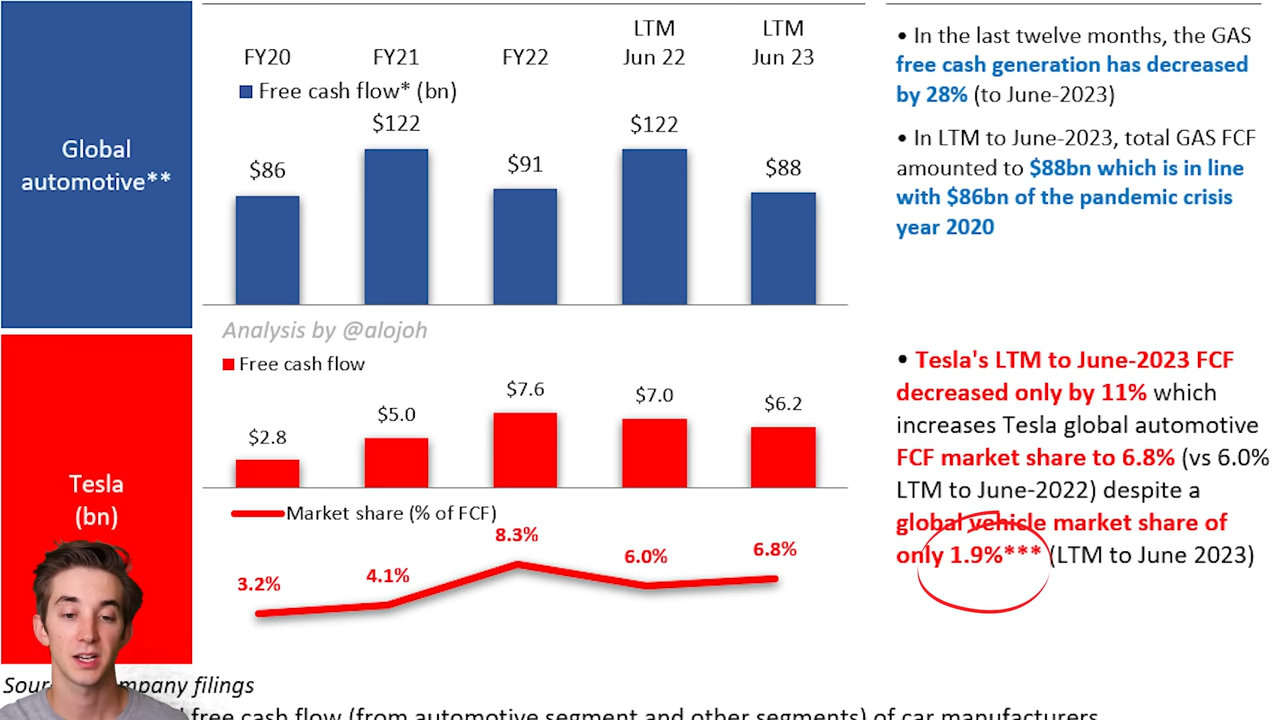 Global
automotive**
FY20 FY21 FY22 LTM Jun 22 LTM Jun 23
Free cash flow* (bn)
$86 $122 $91 $122 $88
Analysis by @alojoh
• In the last twelve months, the GAS
free cash generation has decreased
by 28% (to June-2023)
• In LTM to June-2023, total GAS FCF
amounted to $88bn which is in line
with $86bn of the pandemic crisis
year 2020
Tesla
(bn)
Free cash flow
$2.8 $5.0 $7.6 $7.0 $6.2
Market share (% of FCF)
3.2% 4.1% 8.3% 6.0% 6.8%
• Tesla's LTM to June-2023 FCF
decreased only by 11% which
increases Tesla global automotive
FCF market share to 6.8% (vs 6.0%
LTM to June-2022) despite a
global vehicle market share of
only 1.9%*** (LTM to June 2023)
filings
free cash flow (from automotive segment and other segments) of car manufacturers